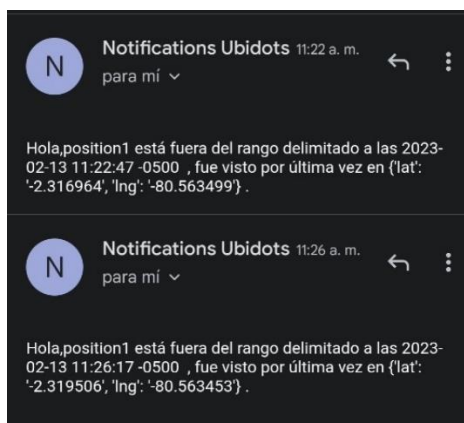 N
Notifications Ubidots 11:22 a. m.
para mí
Hola,position1 está fuera del rango delimitado a las 2023-
02-13 11:22:47 -0500 , fue visto por última vez en {'lat':
'-2.316964', 'lng': '-80.563499'} .
N
Notifications Ubidots 11:26 a. m.
para mí
Hola,position1 está fuera del rango delimitado a las 2023-
02-13 11:26:17 -0500 , fue visto por última vez en {'lat':
'-2.319506', 'lng': '-80.563453'} .